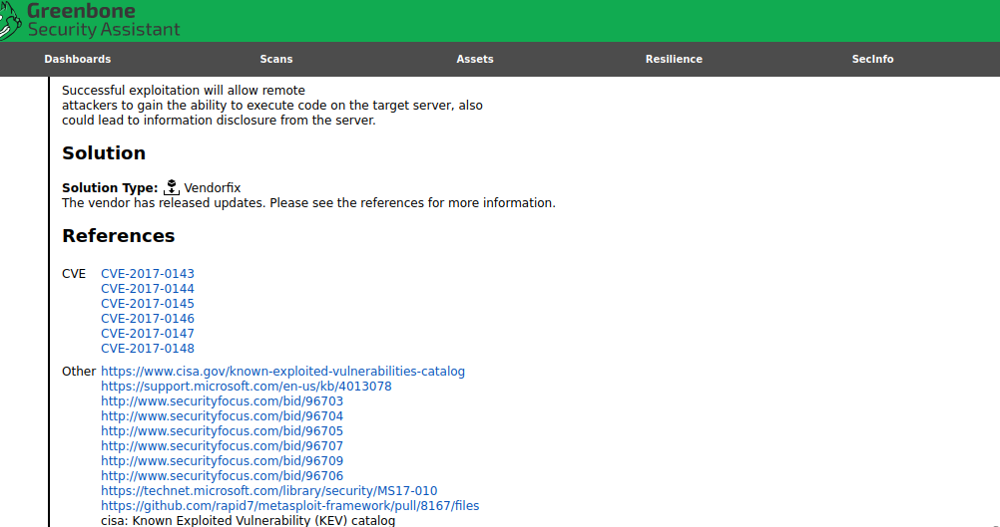 Greenbone
Security Assistant
Dashboards Scans Assets Resilience SecInfo
Successful exploitation will allow remote
attackers to gain the ability to execute code on the target server, also
could lead to information disclosure from the server.
Solution
Solution Type: Vendorfix
The vendor has released updates. Please see the references for more information.
References
CVE CVE-2017-0143
CVE-2017-0144
CVE-2017-0145
CVE-2017-0146
CVE-2017-0147
CVE-2017-0148
Other https://www.cisa.gov/known-exploited-vulnerabilities-catalog
https://support.microsoft.com/en-us/kb/4013078
http://www.securityfocus.com/bid/96703
http://www.securityfocus.com/bid/96704
http://www.securityfocus.com/bid/96705
http://www.securityfocus.com/bid/96707
http://www.securityfocus.com/bid/96709
http://www.securityfocus.com/bid/96706
https://technet.microsoft.com/library/security/MS17-010
https://github.com/rapid7/metasploit-framework/pull/8167/files
cisa: Known Exploited Vulnerability (KEV) catalog